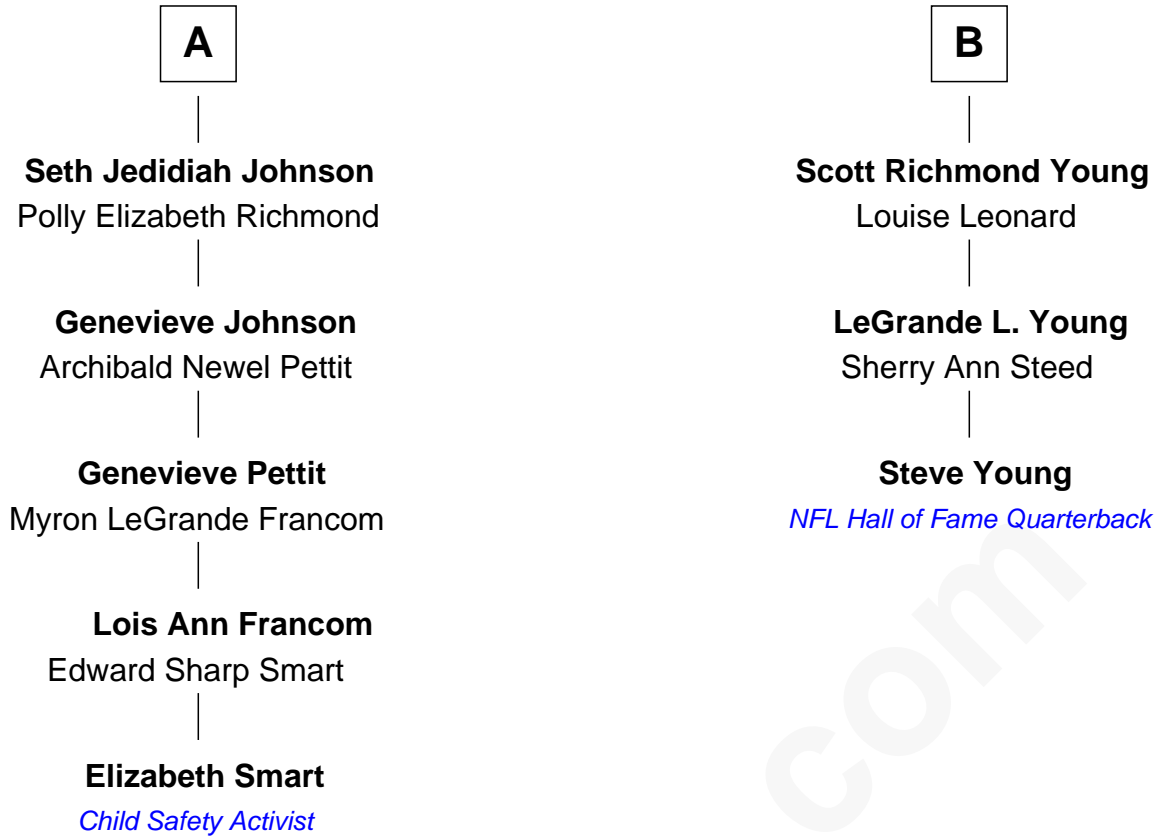 A
Seth Jedidiah Johnson
Polly Elizabeth Richmond
Genevieve Johnson
Archibald Newel Pettit
Genevieve Pettit
Myron LeGrande Francom
Lois Ann Francom
Edward Sharp Smart
Elizabeth Smart
Child Safety Activist
B
Scott Richmond Young
Louise Leonard
LeGrande L. Young
Sherry Ann Steed
Steve Young
NFL Hall of Fame Quarterback
com